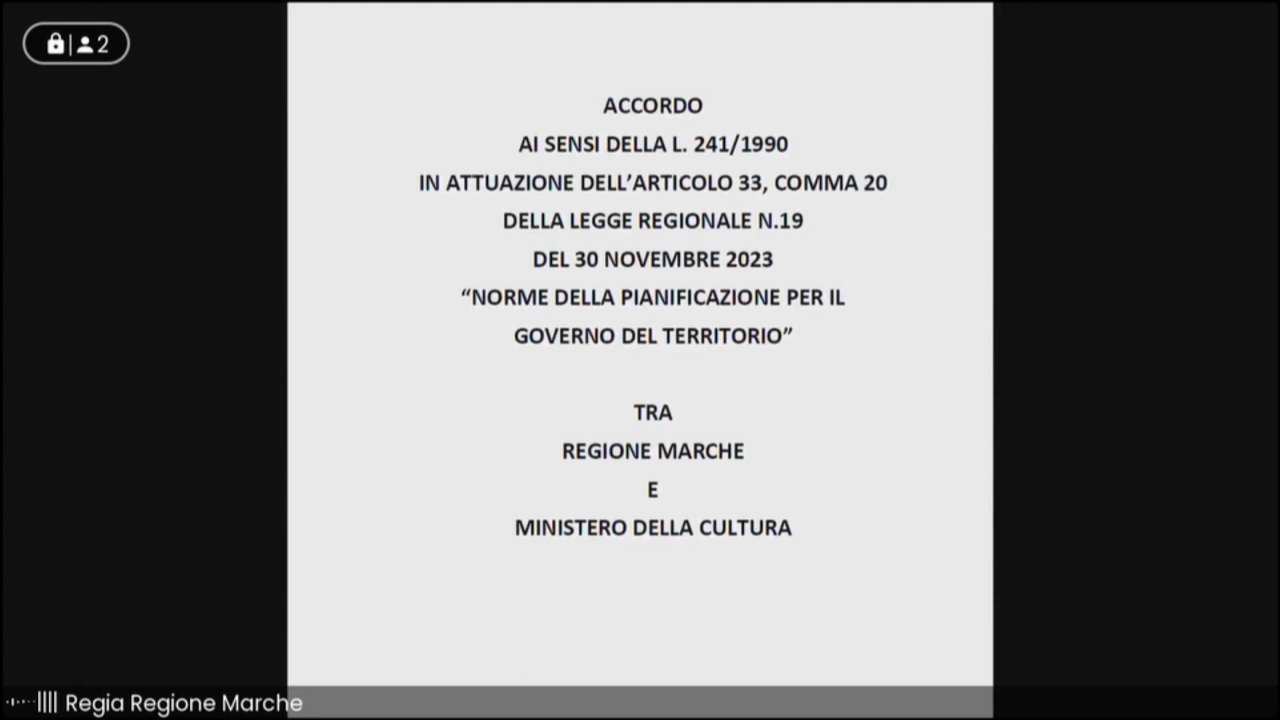 2
ACCORDO
AI SENSI DELLA L. 241/1990
IN ATTUAZIONE DELL’ARTICOLO 33, COMMA 20
DELLA LEGGE REGIONALE N.19
DEL 30 NOVEMBRE 2023
“NORME DELLA PIANIFICAZIONE PER IL
GOVERNO DEL TERRITORIO”
TRA
REGIONE MARCHE
E
MINISTERO DELLA CULTURA
Regia Regione Marche